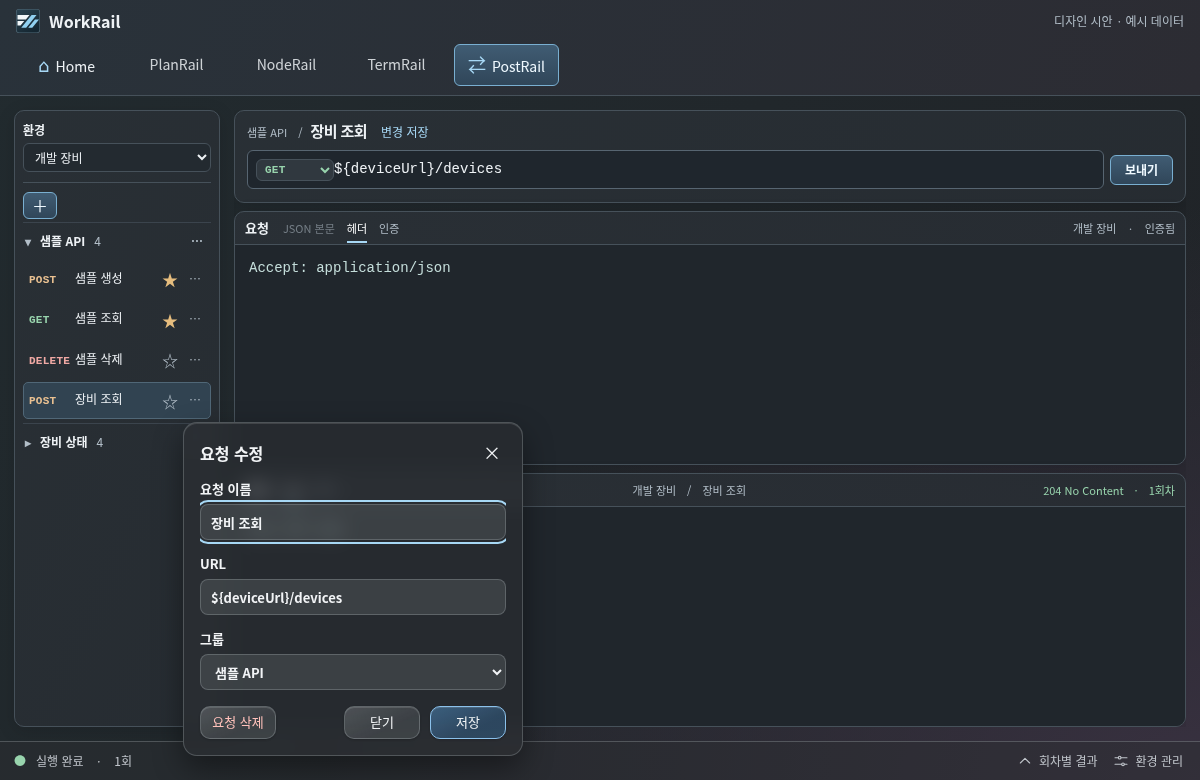 WorkRail
디자인 시안 · 예시 데이터
Home
PlanRail
NodeRail
TermRail
PostRail
환경
개발 장비
샘플 API 4 ···
POST 샘플 생성 ★ ···
GET 샘플 조회 ★ ···
DELETE 샘플 삭제 ☆ ···
POST 장비 조회 ☆ ···
장비 상태 4
샘플 API / 장비 조회 변경 저장
GET ${deviceUrl}/devices
보내기
요청 JSON 본문 헤더 인증
개발 장비 · 인증됨
Accept: application/json
개발 장비 / 장비 조회
204 No Content · 1회차
요청 수정
요청 이름
장비 조회
URL
${deviceUrl}/devices
그룹
샘플 API
요청 삭제 닫기 저장
실행 완료 · 1회
회차별 결과 환경 관리